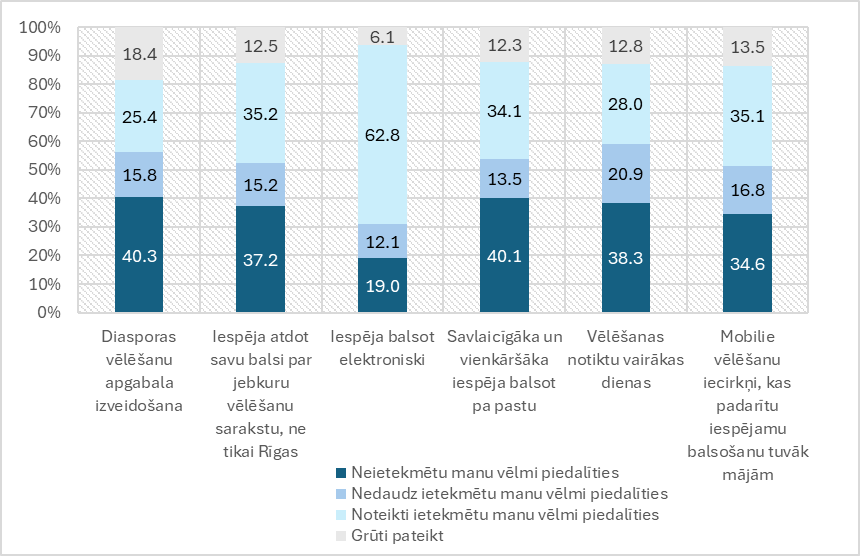 100%
90%
80%
70%
60%
50%
40%
30%
20%
10%
0%
18.4 12.5 6.1 12.3 12.8 13.5
25.4 35.2 62.8 34.1 28.0 35.1
15.8 15.2 12.1 13.5 20.9 16.8
40.3 37.2 19.0 40.1 38.3 34.6
Diasporas
vēlēšanu
apgabala
izveidošana
Iespēja atdot
savu balsi par
jebkuru
vēlēšanu
sarakstu, ne
tikai Rīgas
Iespēja balsot
elektroniski
Savlaicīgāka un
vienkāršāka
iespēja balsot
pa pastu
Vēlēšanas
notiktu vairākas
dienas
Mobilie
vēlēšanu
iecirkņi, kas
padarītu
iespējamu
balsošanu tuvāk
mājām
Neietekmētu manu vēlmi piedalīties
Nedaudz ietekmētu manu vēlmi piedalīties
Noteikti ietekmētu manu vēlmi piedalīties
Grūti pateikt